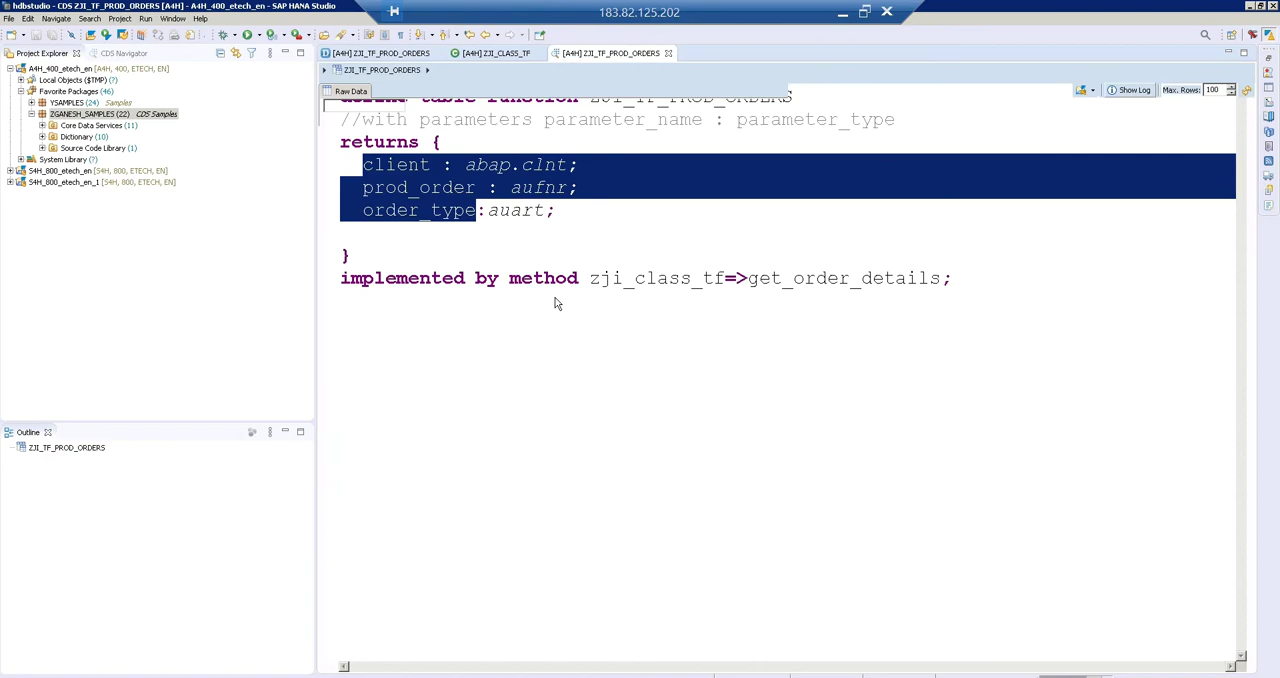 hdbstudio - CDS ZJI_TF_PROD_ORDERS [A4H] - A4H_400_etech_en - SAP HANA Studio
183.82.125.202
File Edit Navigate Search Project Run Window Help
Project Explorer CDS Navigator
[A4H] ZJI_TF_PROD_ORDERS [A4H] ZJI_CLASS_TF [A4H] ZJI_TF_PROD_ORDERS
A4H_400_etech_en [A4H, 400, ETECH, EN]
Local Objects ($TMP) (?)
Favorite Packages (46)
YSAMPLES (24) Samples
ZGANESH_SAMPLES (22) CDS Samples
Core Data Services (11)
Dictionary (10)
Source Code Library (1)
System Library (?)
S4H_800_etech_en [S4H, 800, ETECH, EN]
S4H_800_etech_en_1 [S4H, 800, ETECH, EN]
ZJI_TF_PROD_ORDERS
Raw Data
Show Log Max. Rows: 100
define table function ZJI_TF_PROD_ORDERS
//with parameters parameter_name : parameter_type
returns {
client : abap.clnt;
prod_order : aufnr;
order_type:auart;
}
implemented by method zji_class_tf=>get_order_details;
Outline
ZJI_TF_PROD_ORDERS